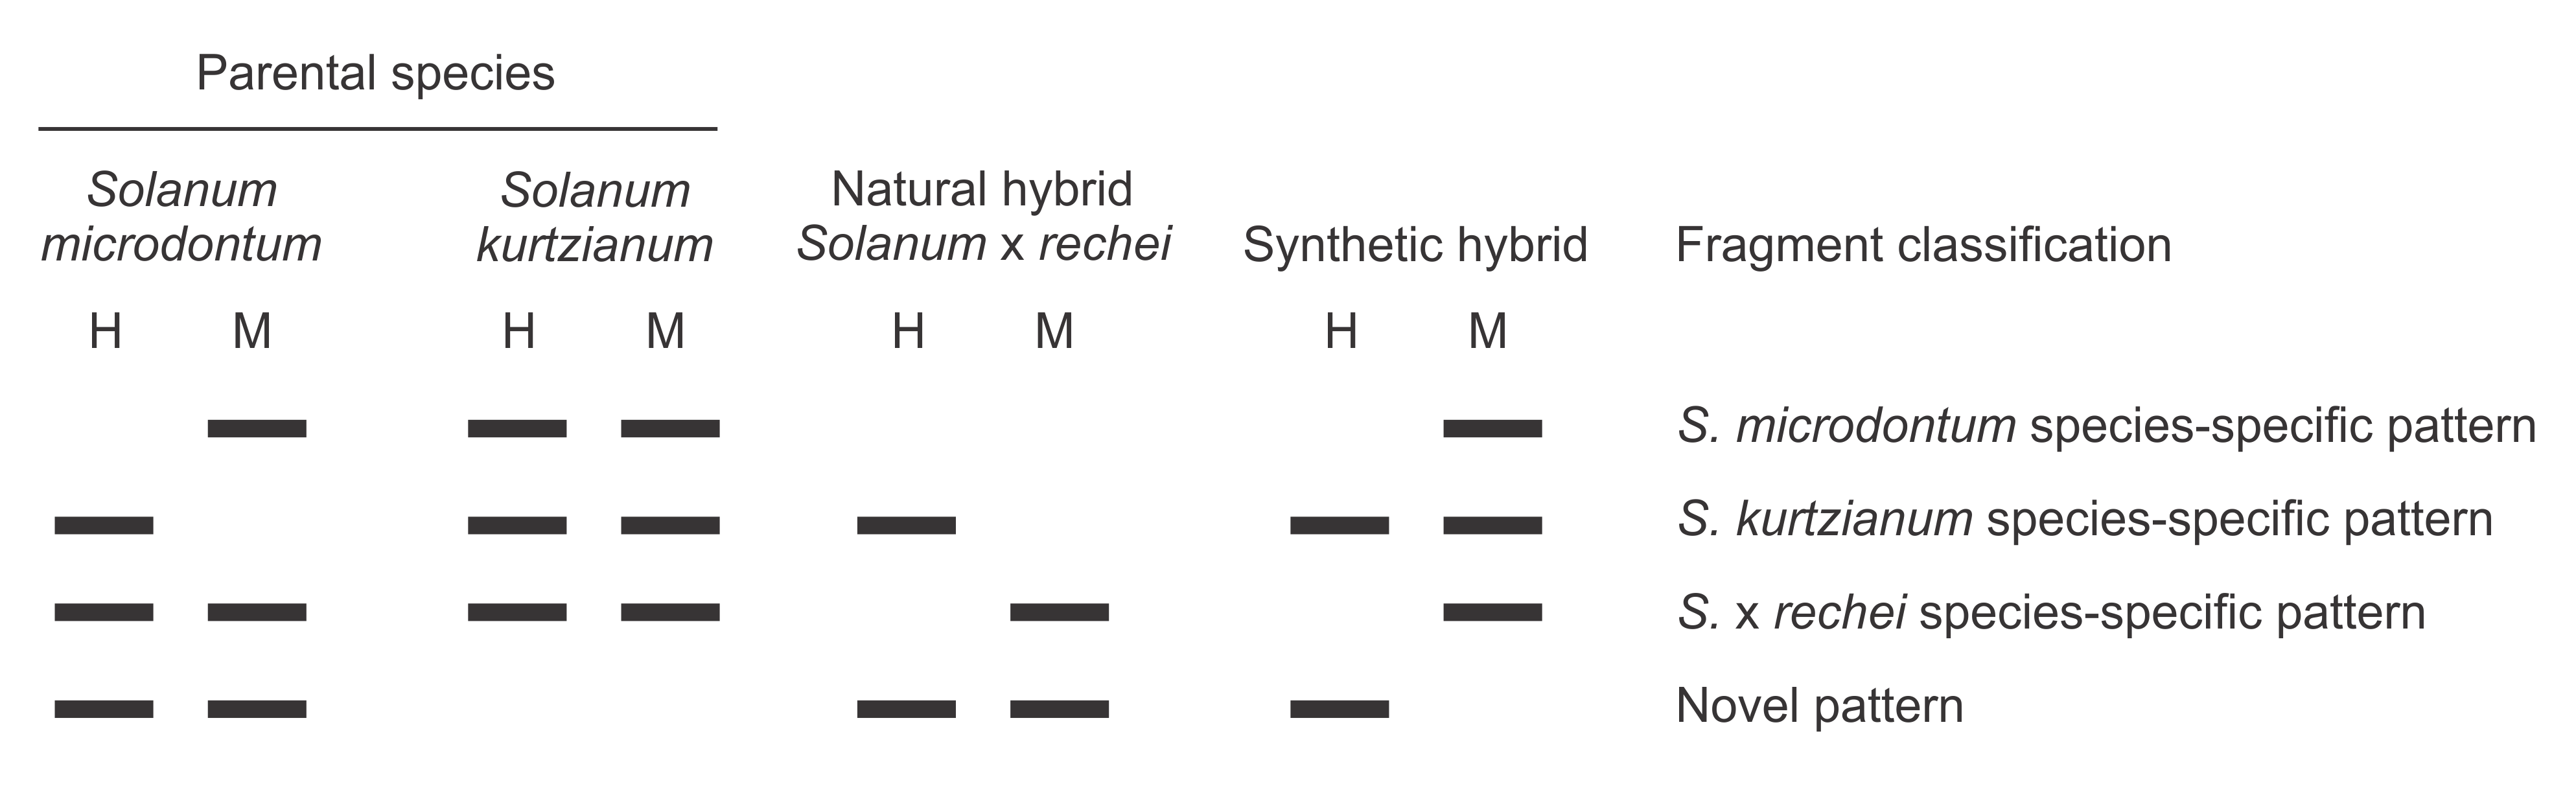 Parental species
Solanum
microdontum
Solanum
kurtzianum
Natural hybrid
Solanum x rechei
Synthetic hybrid
Fragment classification
H M H M H M H M
S. microdontum species-specific pattern
S. kurtzianum species-specific pattern
S. x rechei species-specific pattern
Novel pattern